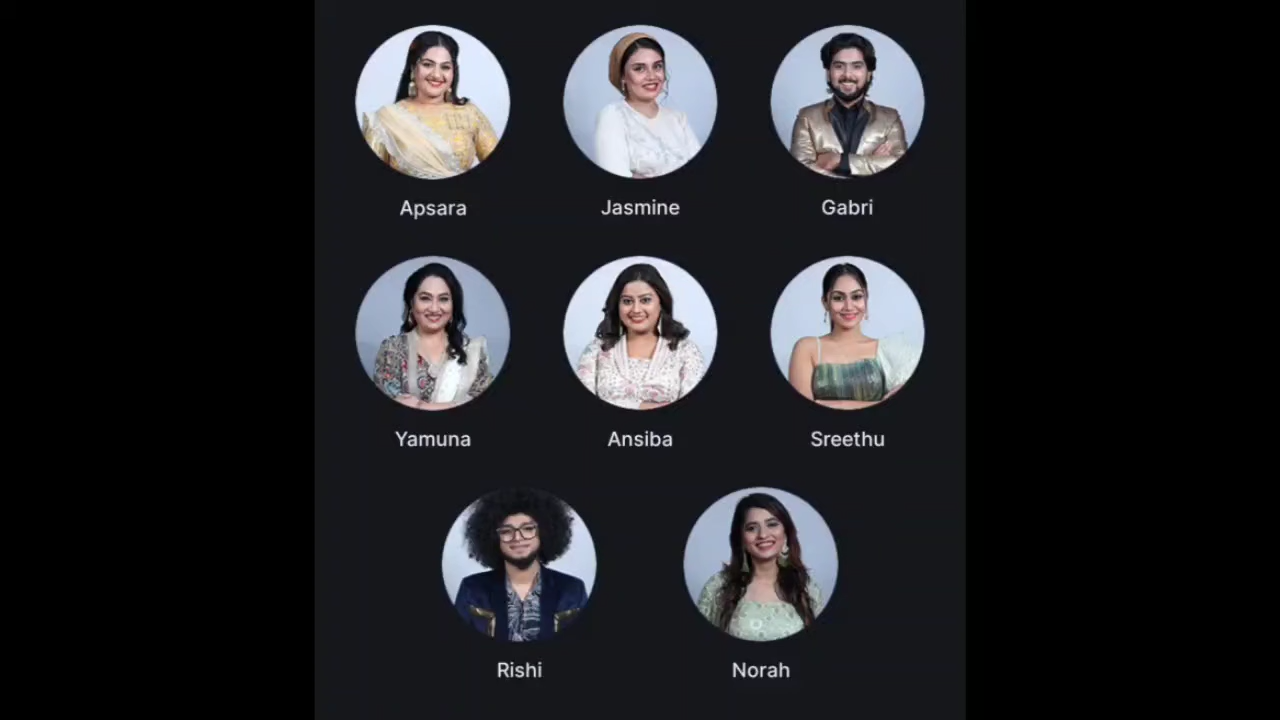 Apsara
Jasmine
Gabri
Yamuna
Ansiba
Sreethu
Rishi
Norah